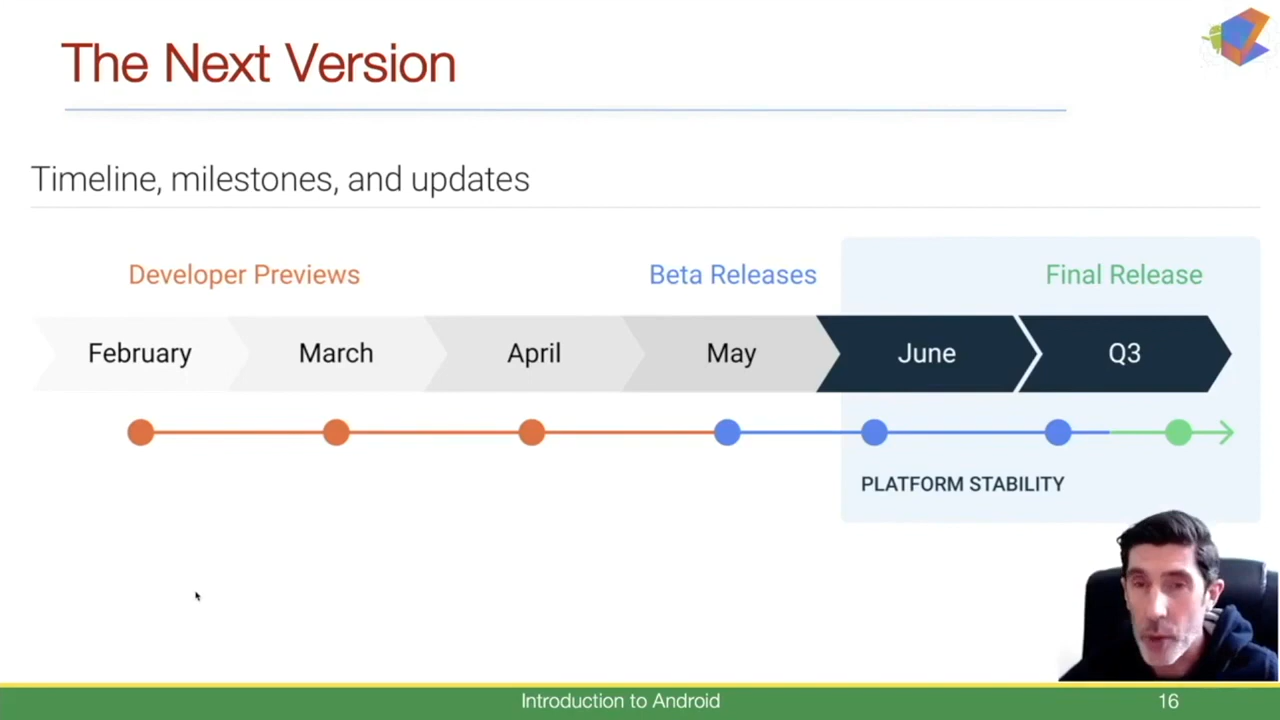 The Next Version
Timeline, milestones, and updates
Developer Previews
Beta Releases
Final Release
February
March
April
May
June
Q3
PLATFORM STABILITY
Introduction to Android
16